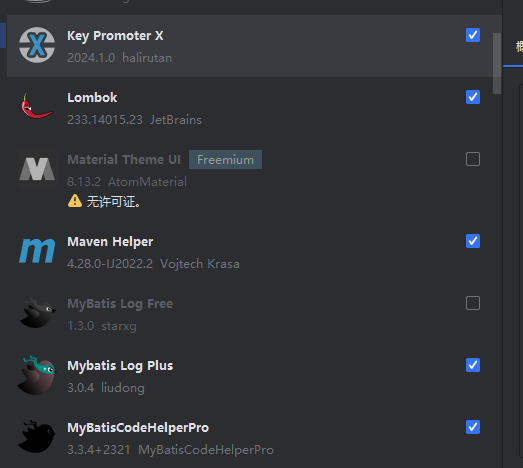 Key Promoter X
2024.1.0 halirutan
Lombok
233.14015.23 JetBrains
Material Theme UI Freemium
8.13.2 AtomMaterial
无许可证。
Maven Helper
4.28.0-IJ2022.2 Vojtech Krasa
MyBatis Log Free
1.3.0 starxg
Mybatis Log Plus
3.0.4 liudong
MyBatisCodeHelperPro
3.3.4+2321 MyBatisCodeHelperPro